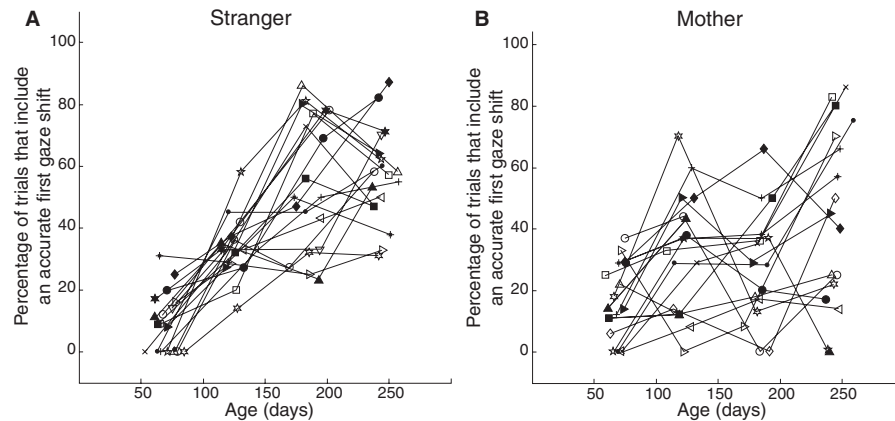 A
Stranger
Percentage of trials that include
an accurate first gaze shift
100
80
60
40
20
0
50
100
150
200
250
Age (days)
B
Mother
Percentage of trials that include
an accurate first gaze shift
100
80
60
40
20
0
50
100
150
200
250
Age (days)